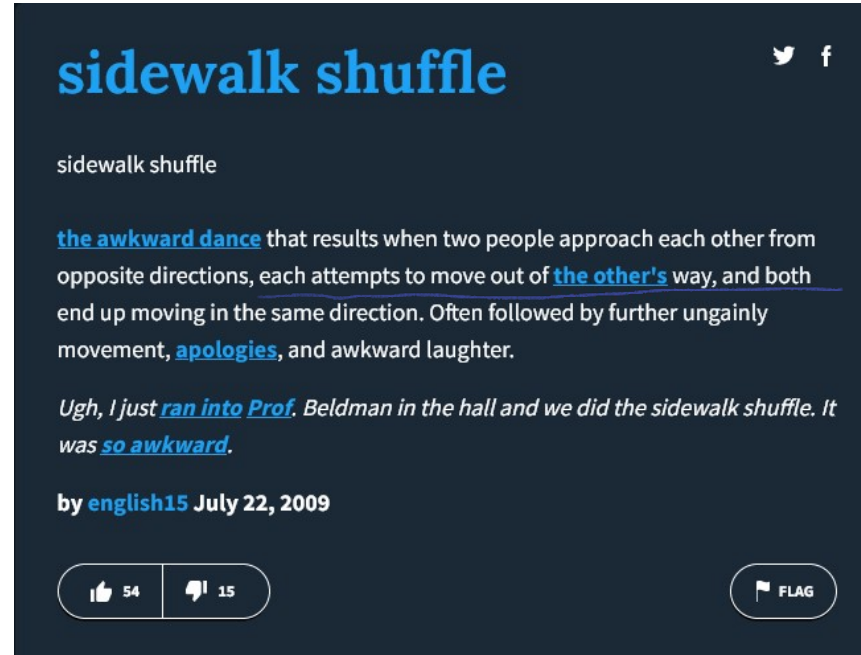 sidewalk shuffle
sidewalk shuffle
the awkward dance that results when two people approach each other from
opposite directions, each attempts to move out of the other's way, and both
end up moving in the same direction. Often followed by further ungainly
movement, apologies, and awkward laughter.
Ugh, I just ran into Prof. Beldman in the hall and we did the sidewalk shuffle. It
was so awkward.
by english15 July 22, 2009
54 15 FLAG